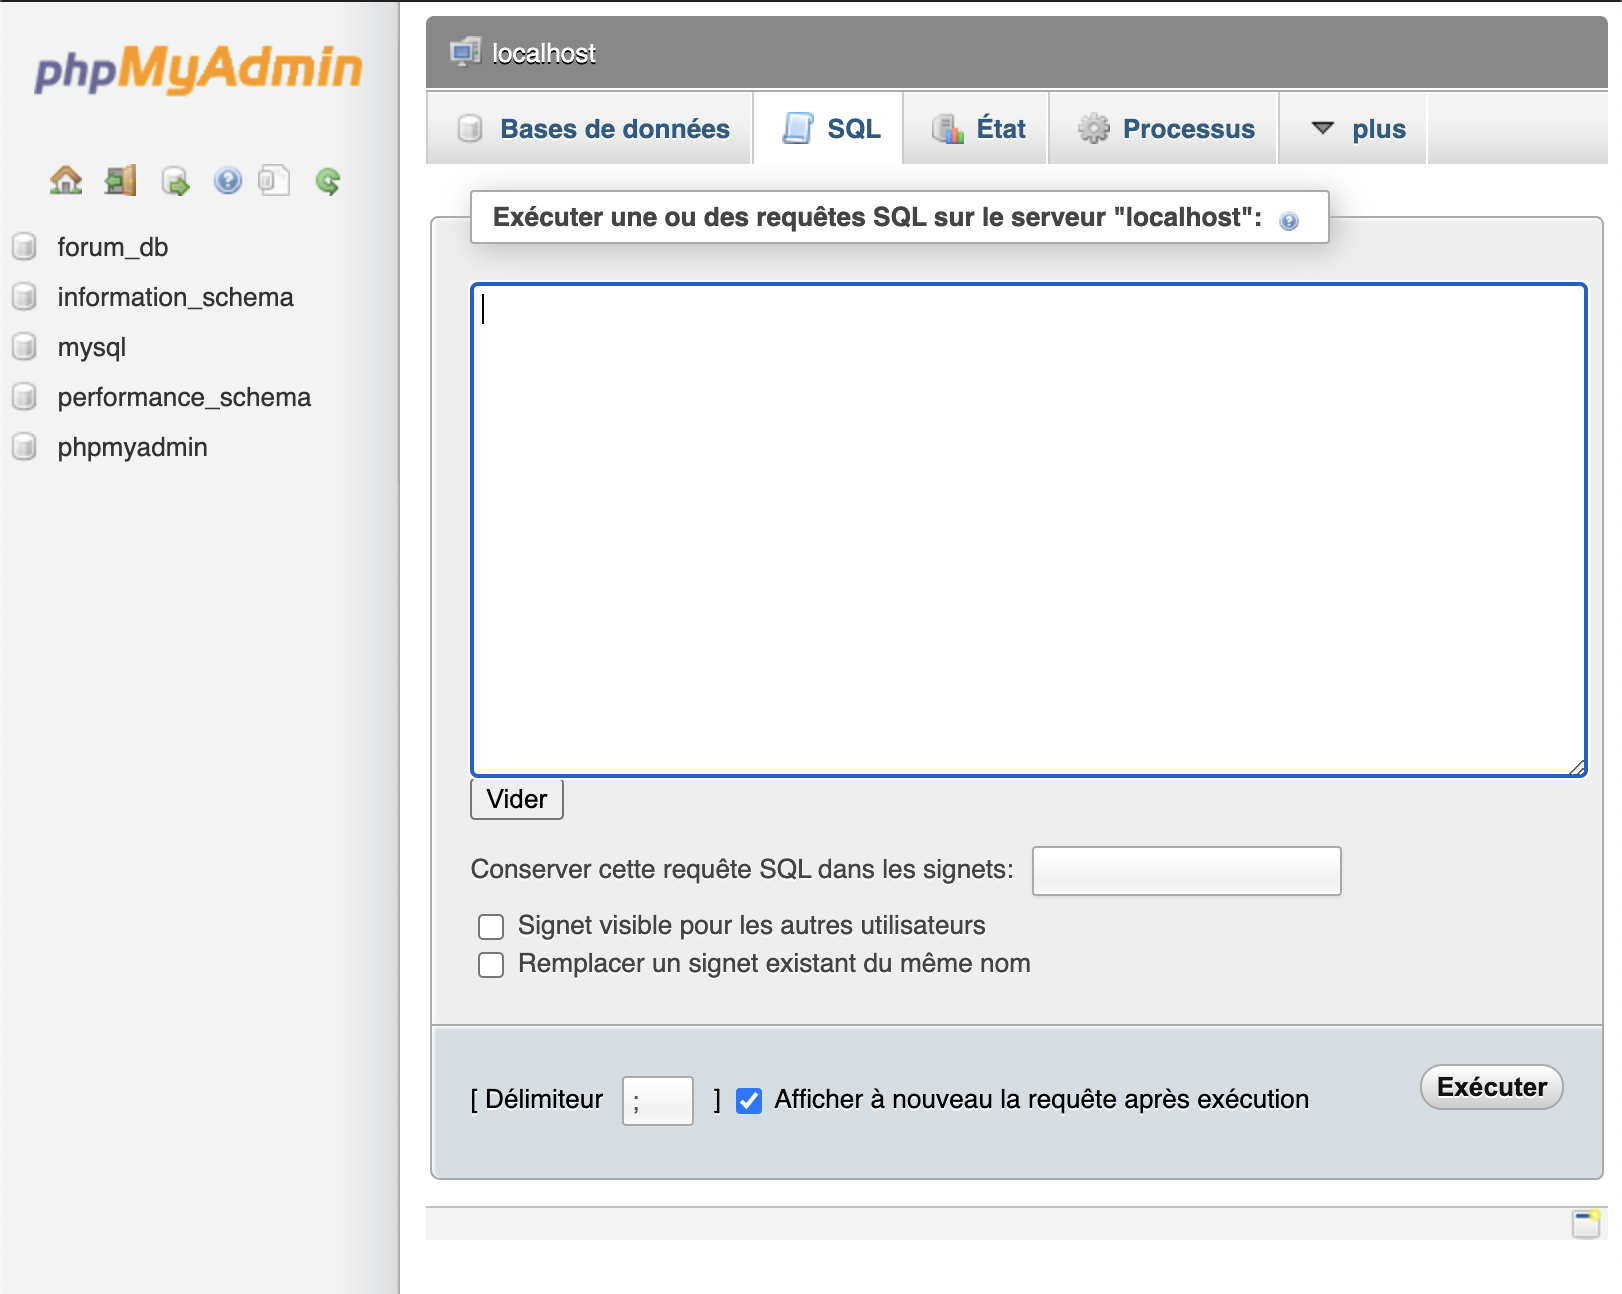 phpMyAdmin
forum_db
information_schema
mysql
performance_schema
phpmyadmin
localhost
Bases de données
SQL
État
Processus
plus
Exécuter une ou des requêtes SQL sur le serveur "localhost":
Vider
Conserver cette requête SQL dans les signets:
Signet visible pour les autres utilisateurs
Remplacer un signet existant du même nom
[ Délimiteur ; ] Afficher à nouveau la requête après exécution
Exécuter